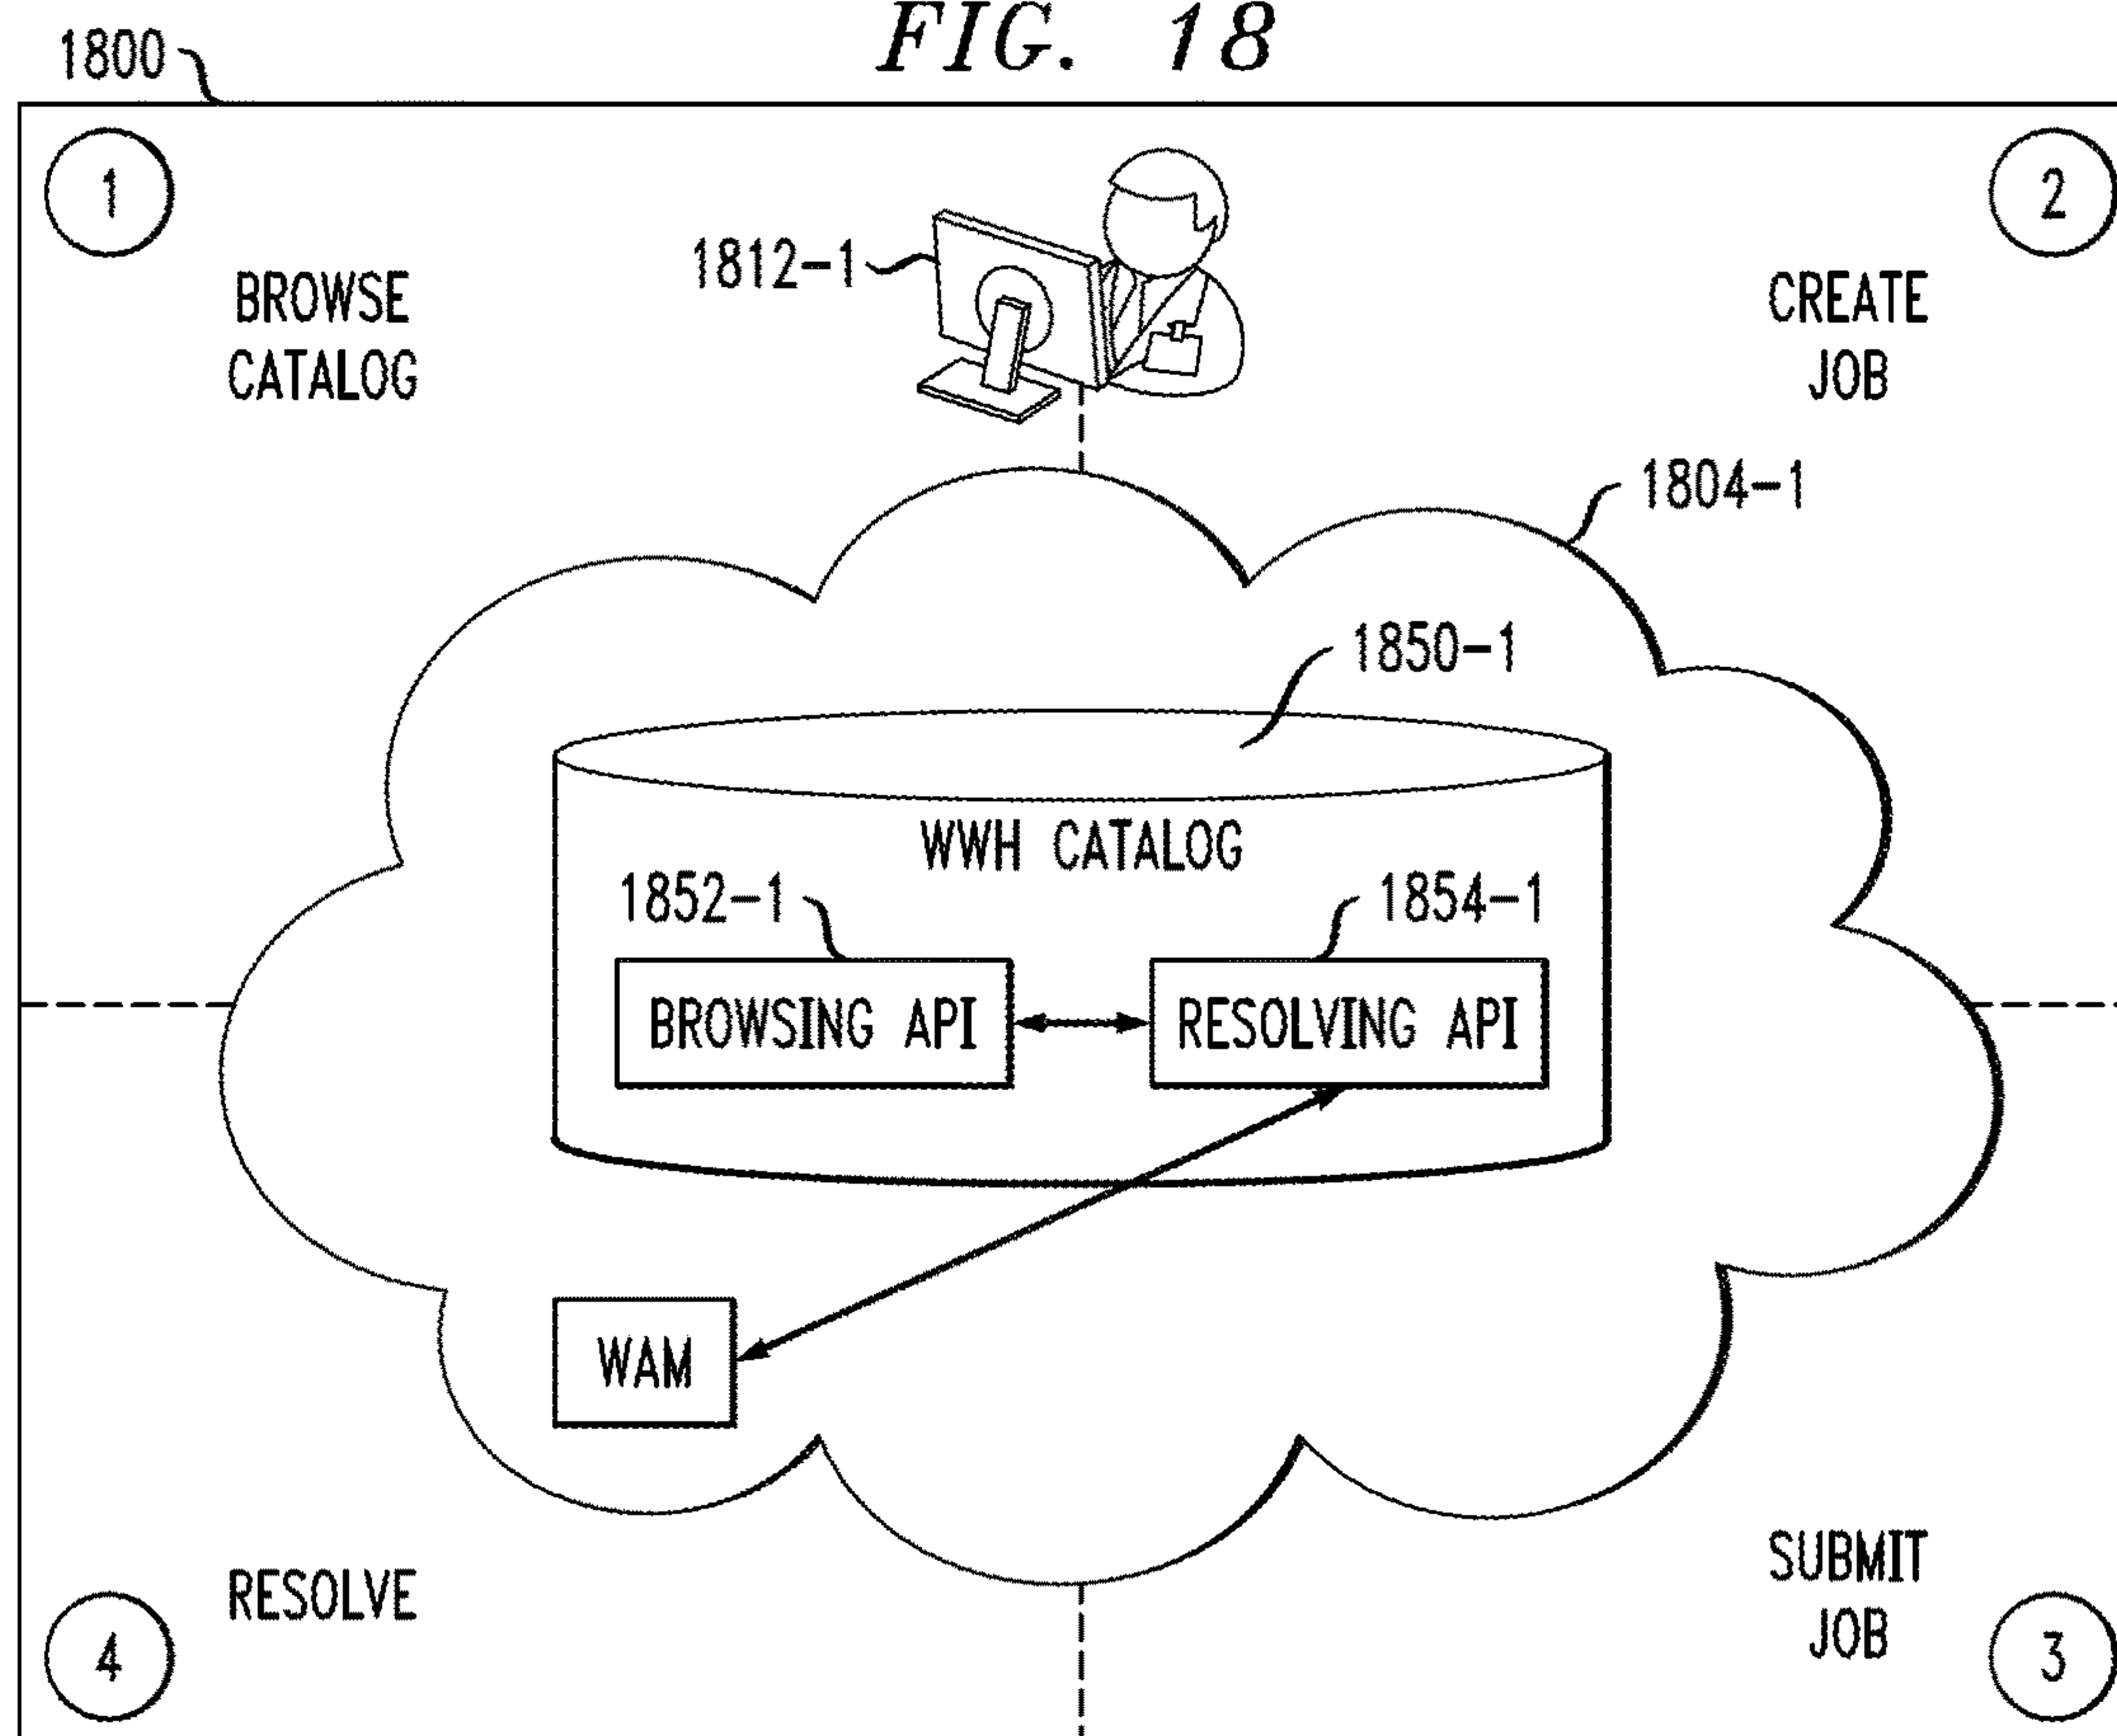 FIG. 18
1800
1
2
1812-1
BROWSE
CATALOG
CREATE
JOB
1804-1
1850-1
WWH CATALOG
1852-1
1854-1
BROWSING API
RESOLVING API
WAM
RESOLVE
SUBMIT
JOB
4
3